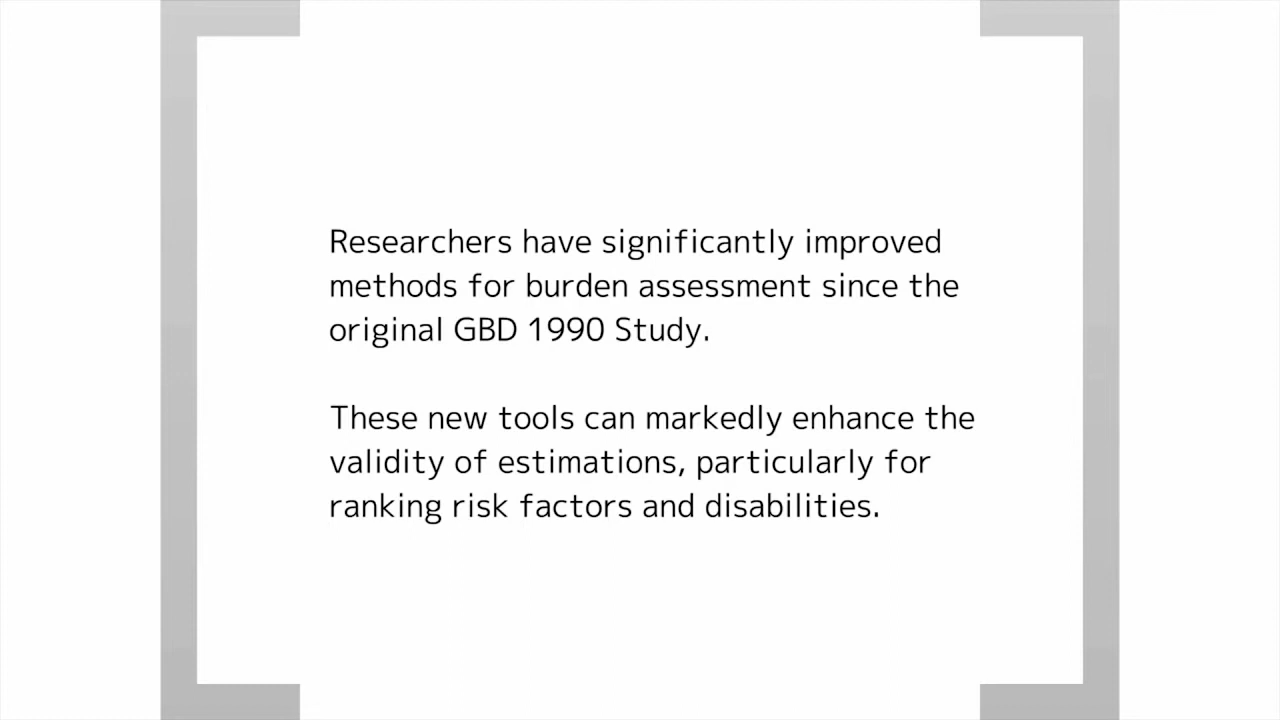 Researchers have significantly improved
methods for burden assessment since the
original GBD 1990 Study.
These new tools can markedly enhance the
validity of estimations, particularly for
ranking risk factors and disabilities.